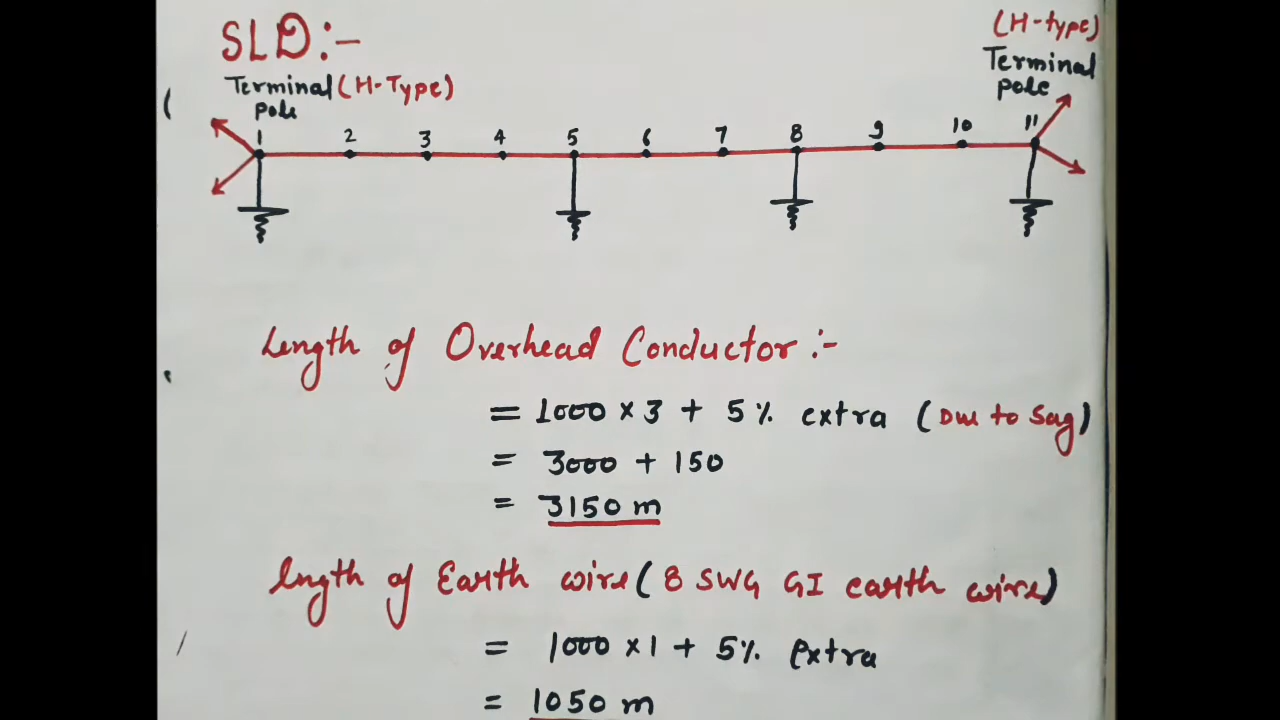 SLD:-
Terminal (H-Type)
pole
(H-type)
Terminal
pole
1 2 3 4 5 6 7 8 9 10 11
Length of Overhead Conductor :-
= 1000 × 3 + 5% extra (Due to Sag)
= 3000 + 150
= 3150 m
length of Earth wire (8 SWG GI earth wire)
= 1000 × 1 + 5% extra
= 1050 m